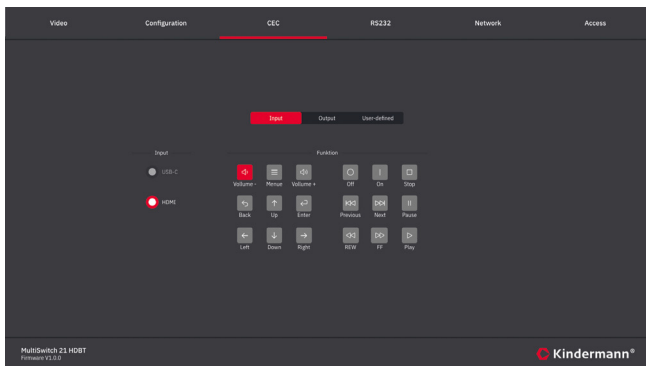 Video Configuration CEC RS232 Network Access
Input Output User-defined
Input Funktion
USB-C
Volume - Menue Volume + Off On Stop
HDMI
Back Up Enter Previous Next Pause
Left Down Right REW FF Play
MultiSwitch 21 HDBT
Firmware V1.0.0
Kindermann®